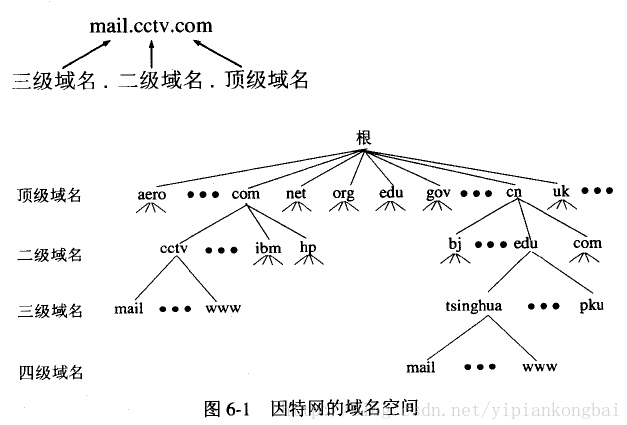 mail.cctv.com
三级域名 . 二级域名 . 顶级域名
根
顶级域名 aero ••• com net org edu gov ••• cn uk •••
二级域名 cctv ••• ibm hp bj ••• edu com
三级域名 mail ••• www tsinghua ••• pku
四级域名 mail ••• www
图 6-1 因特网的域名空间
dn.net/yipiankongbai